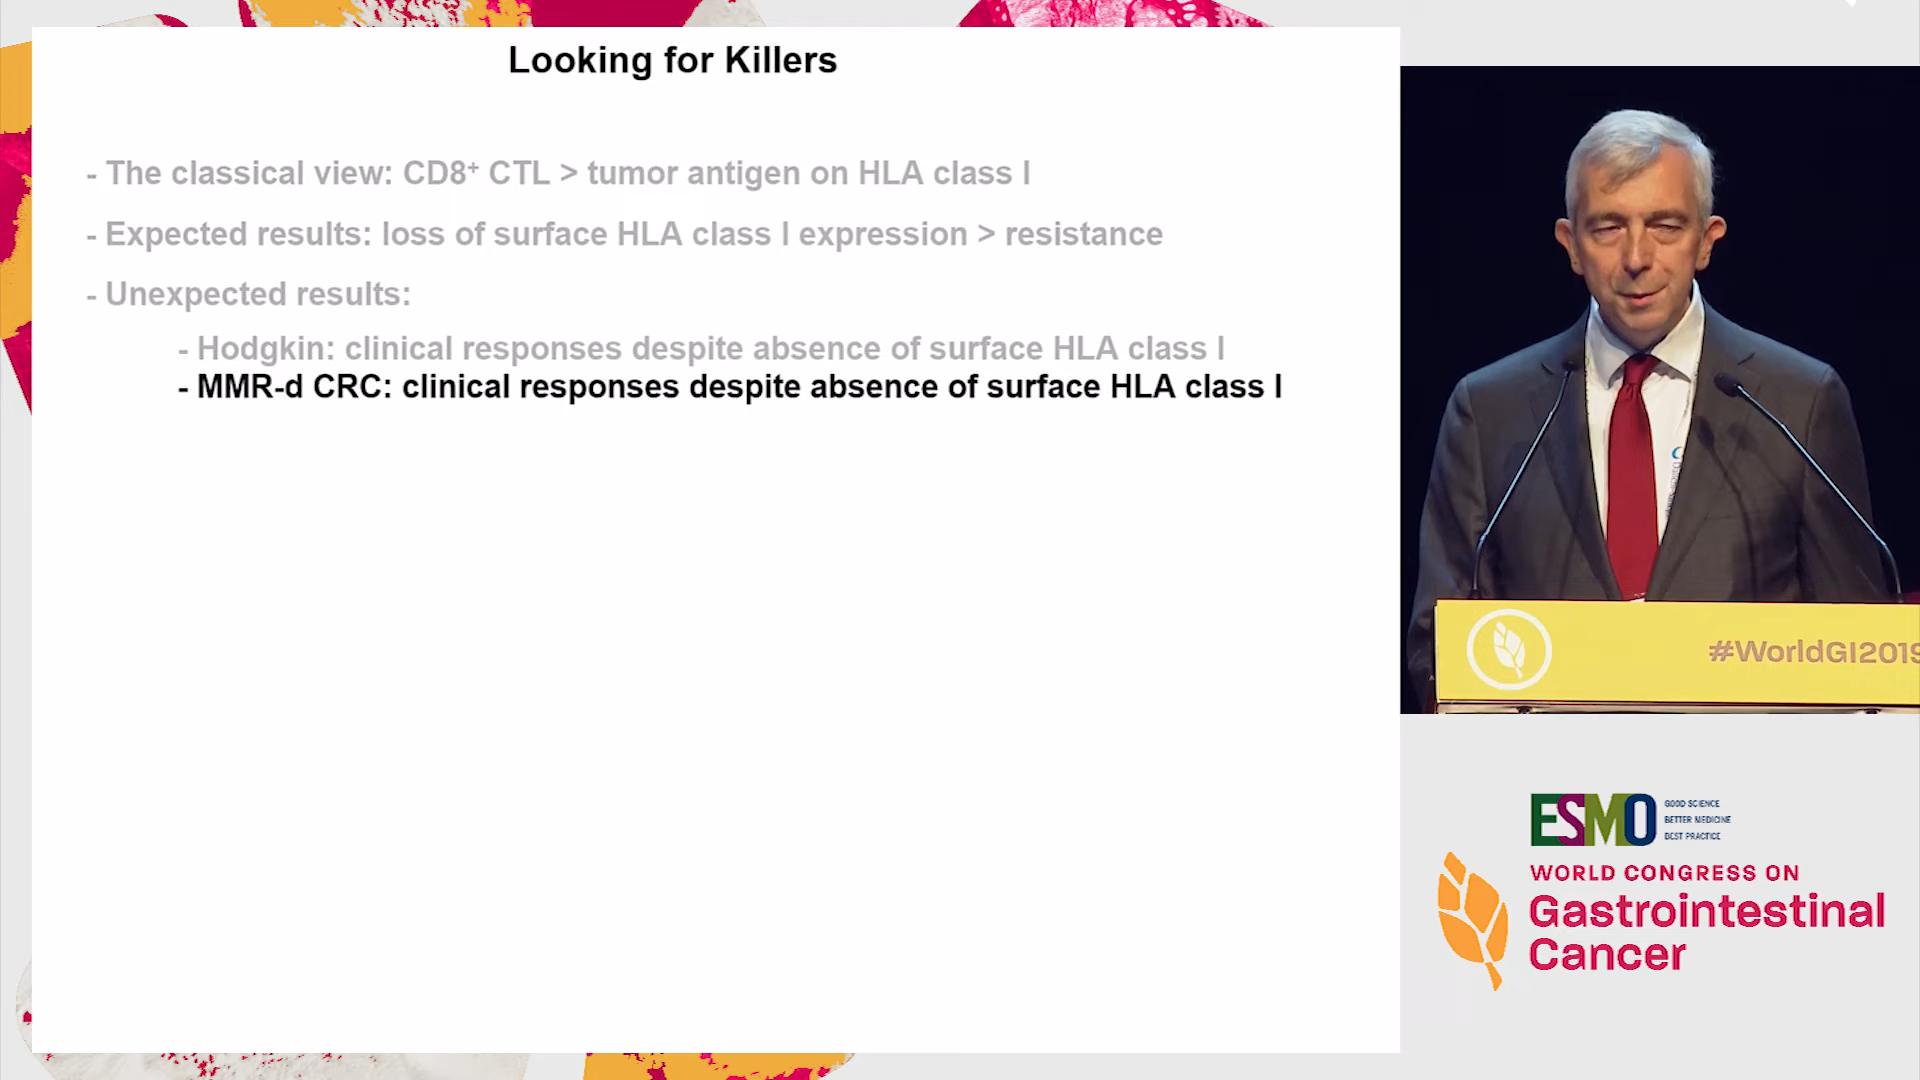 Looking for Killers
- The classical view: CD8⁺ CTL > tumor antigen on HLA class I
- Expected results: loss of surface HLA class I expression > resistance
- Unexpected results:
- Hodgkin: clinical responses despite absence of surface HLA class I
- MMR-d CRC: clinical responses despite absence of surface HLA class I
#WorldGI2019
ESMO
GOOD SCIENCE
BETTER MEDICINE
BEST PRACTICE
WORLD CONGRESS ON
Gastrointestinal
Cancer